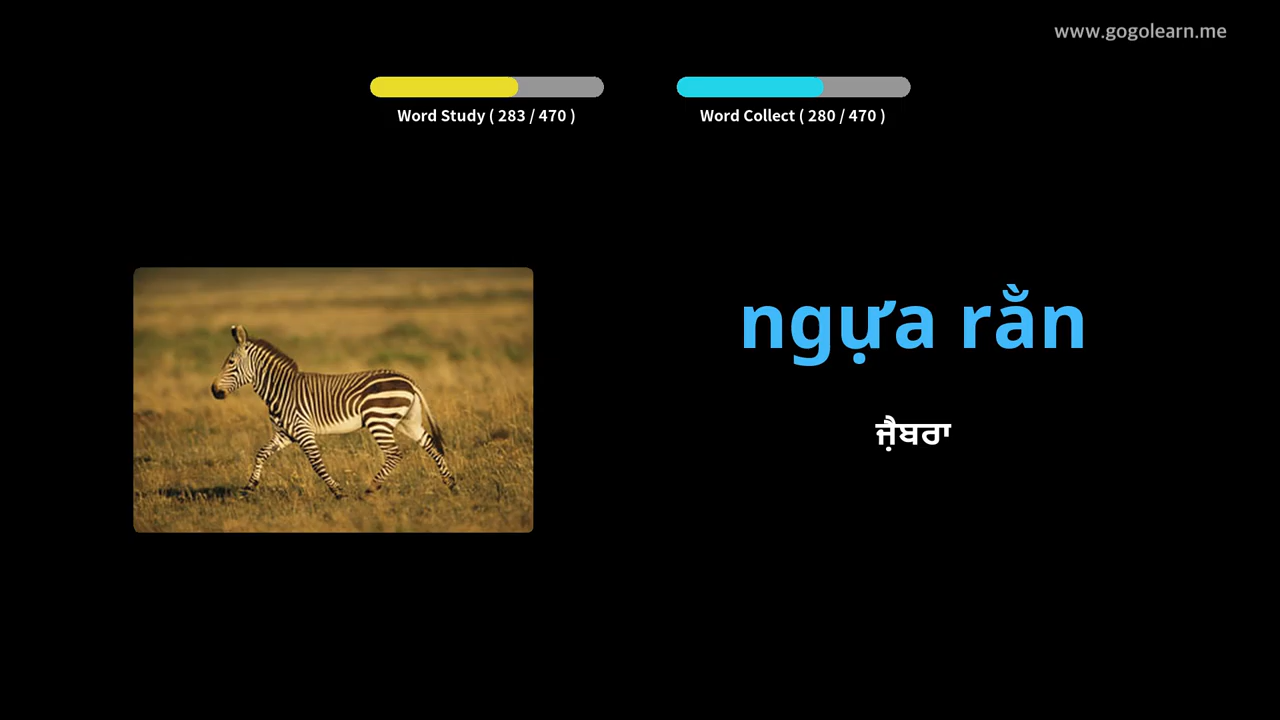 www.gogolearn.me
Word Study ( 283 / 470 )
Word Collect ( 280 / 470 )
ngựa rằn
ਜ਼ੈਬਰਾ